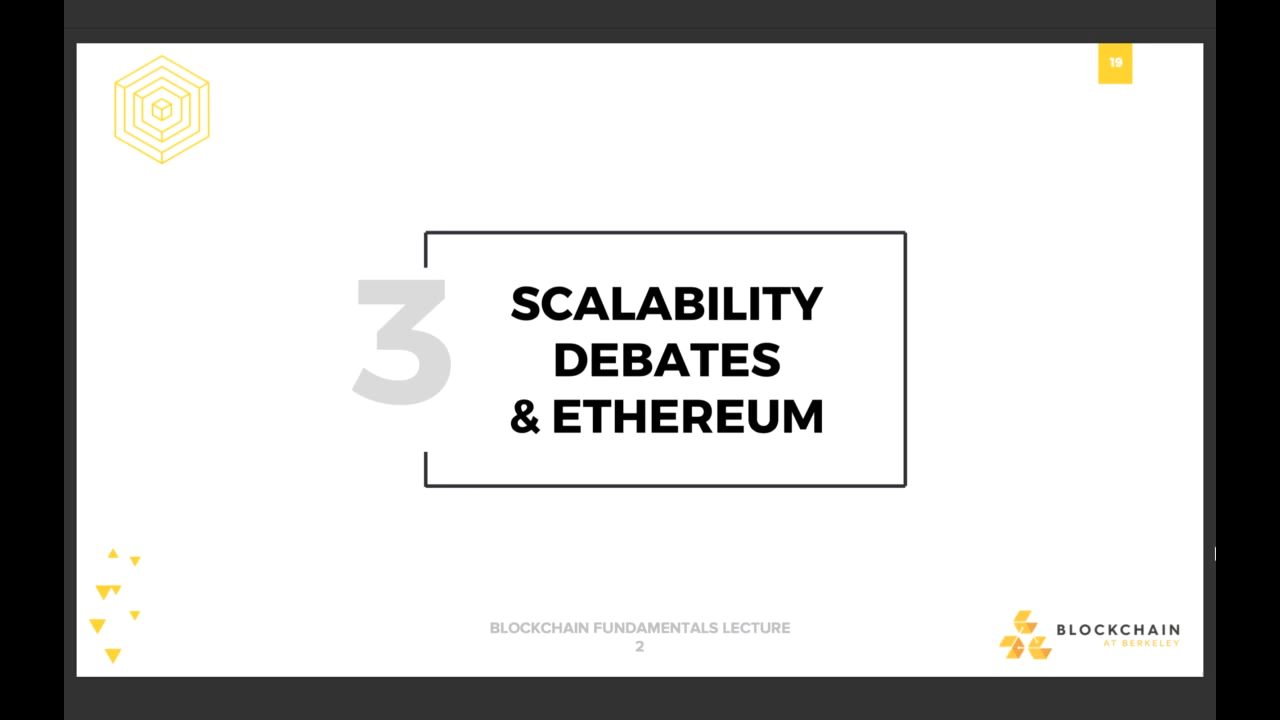 19
3
SCALABILITY
DEBATES
& ETHEREUM
BLOCKCHAIN FUNDAMENTALS LECTURE
2
BLOCKCHAIN
AT BERKELEY